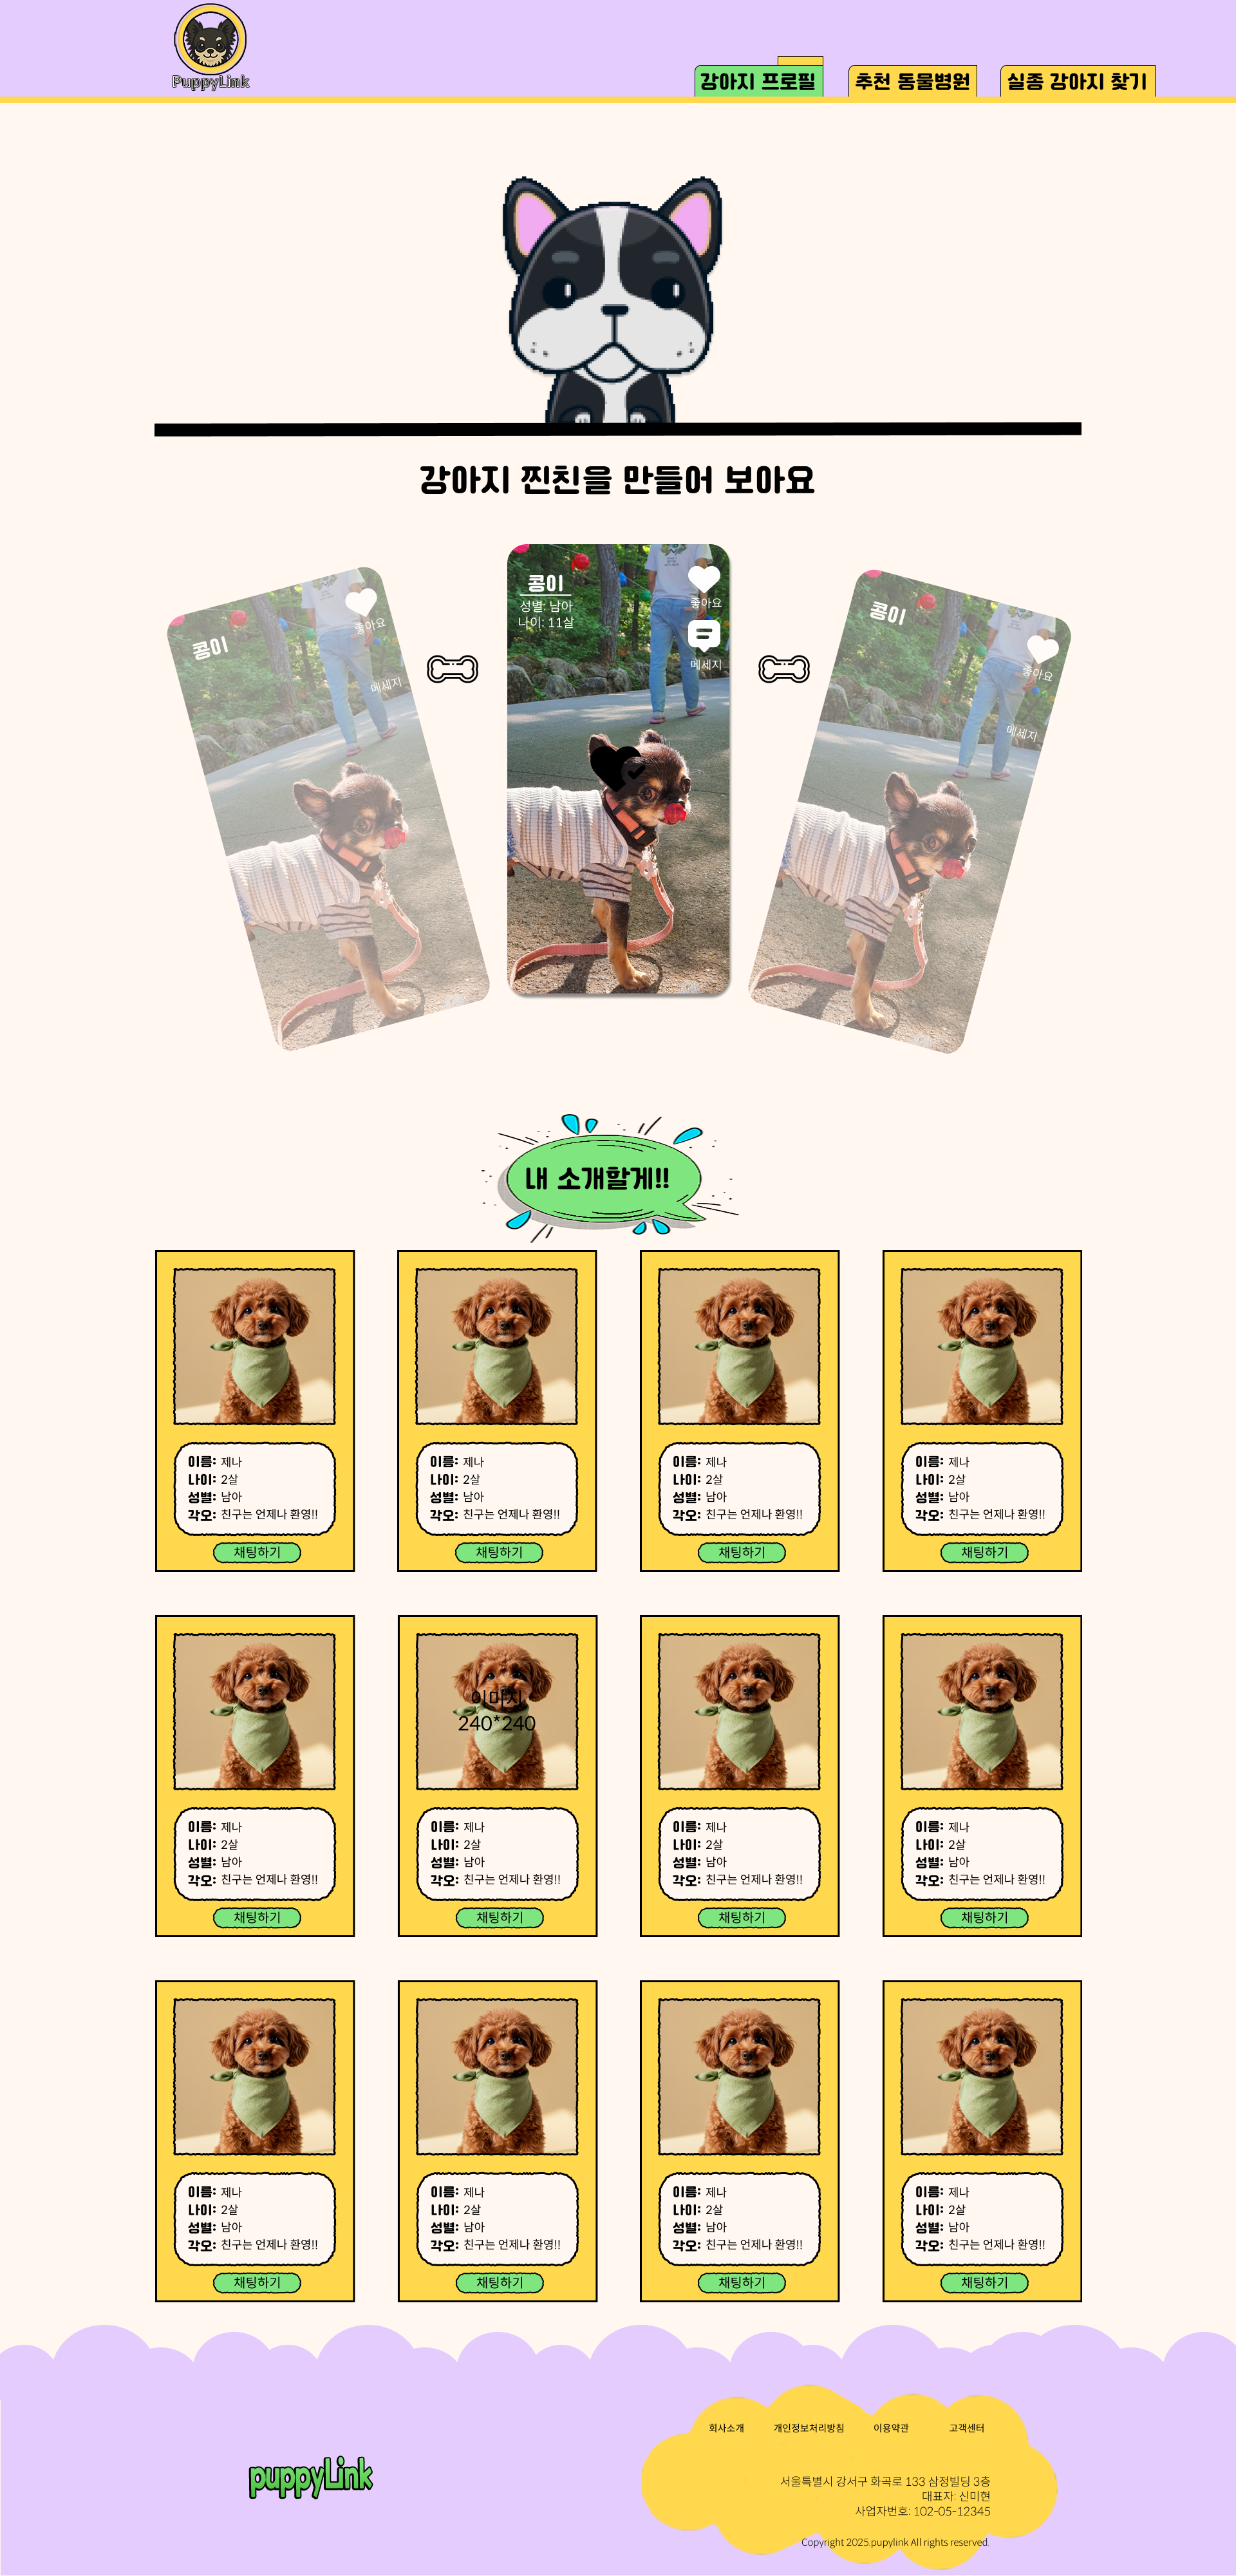 PuppyLink
강아지 프로필
추천 동물병원
실종 강아지 찾기
강아지 찐친을 만들어 보아요
콩이
좋아요
메세지
콩이
성별: 남아
나이: 11살
좋아요
메세지
콩이
좋아요
메세지
내 소개할게!!
이름: 제나
나이: 2살
성별: 남아
각오: 친구는 언제나 환영!!
채팅하기
이름: 제나
나이: 2살
성별: 남아
각오: 친구는 언제나 환영!!
채팅하기
이름: 제나
나이: 2살
성별: 남아
각오: 친구는 언제나 환영!!
채팅하기
이름: 제나
나이: 2살
성별: 남아
각오: 친구는 언제나 환영!!
채팅하기
이름: 제나
나이: 2살
성별: 남아
각오: 친구는 언제나 환영!!
채팅하기
이미지
240*240
이름: 제나
나이: 2살
성별: 남아
각오: 친구는 언제나 환영!!
채팅하기
이름: 제나
나이: 2살
성별: 남아
각오: 친구는 언제나 환영!!
채팅하기
이름: 제나
나이: 2살
성별: 남아
각오: 친구는 언제나 환영!!
채팅하기
이름: 제나
나이: 2살
성별: 남아
각오: 친구는 언제나 환영!!
채팅하기
이름: 제나
나이: 2살
성별: 남아
각오: 친구는 언제나 환영!!
채팅하기
이름: 제나
나이: 2살
성별: 남아
각오: 친구는 언제나 환영!!
채팅하기
이름: 제나
나이: 2살
성별: 남아
각오: 친구는 언제나 환영!!
채팅하기
puppyLink
회사소개 개인정보처리방침 이용약관 고객센터
서울특별시 강서구 화곡로 133 삼정빌딩 3층
대표자: 신미현
사업자번호: 102-05-12345
Copyright 2025.pupylink All rights reserved.